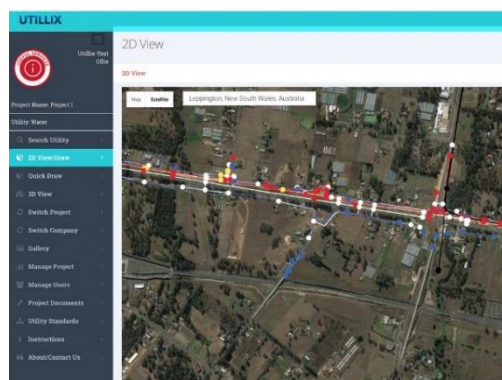 UTILLIX
Utillix-Test
Ollie
Project Name: Project 1
Utility: Water
Search Utility
2D View/Draw
Quick Draw
3D View
Switch Project
Switch Company
Gallery
Manage Project
Manage Users
Project Documents
Utility Standards
Instructions
About/Contact Us
2D View
2D View
Map Satellite
Leppington, New South Wales, Australia